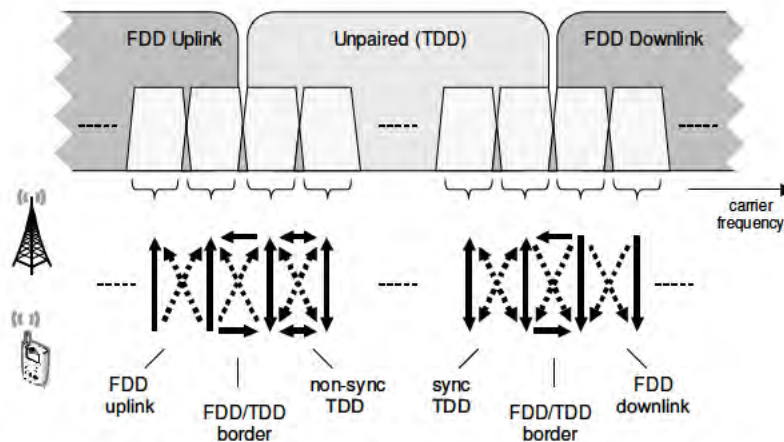 FDD Uplink
Unpaired (TDD)
FDD Downlink
carrier
frequency
FDD
uplink
FDD/TDD
border
non-sync
TDD
sync
TDD
FDD/TDD
border
FDD
downlink